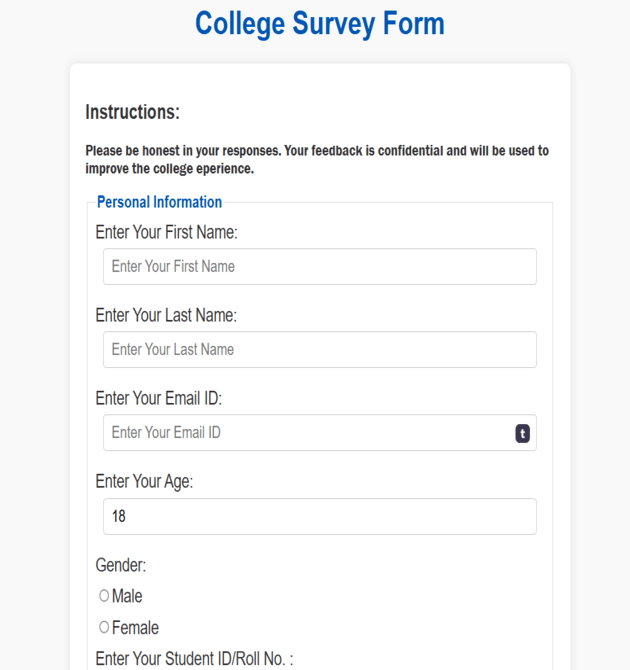 College Survey Form
Instructions:
Please be honest in your responses. Your feedback is confidential and will be used to
improve the college eperience.
Personal Information
Enter Your First Name:
Enter Your First Name
Enter Your Last Name:
Enter Your Last Name
Enter Your Email ID:
Enter Your Email ID
t
Enter Your Age:
18
Gender:
Male
Female
Enter Your Student ID/Roll No. :